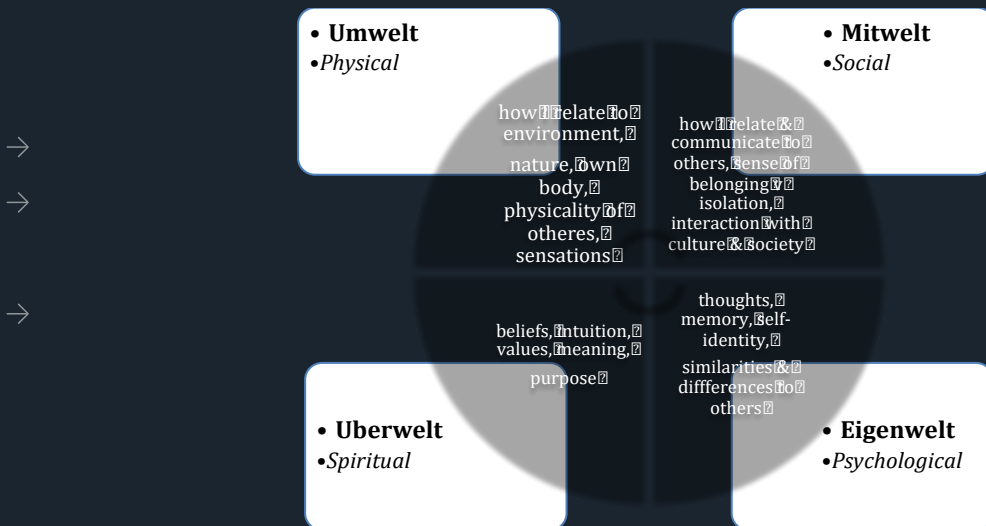 • Umwelt
•Physical
how I relate to
environment,
nature, own
body,
physicality of
otheres,
sensations
• Mitwelt
•Social
how I relate &
communicate to
others, sense of
belonging v
isolation,
interaction with
culture & society
beliefs, intuition,
values, meaning,
purpose
• Uberwelt
•Spiritual
thoughts,
memory, self-
identity,
similarities &
diffferences to
others
• Eigenwelt
•Psychological